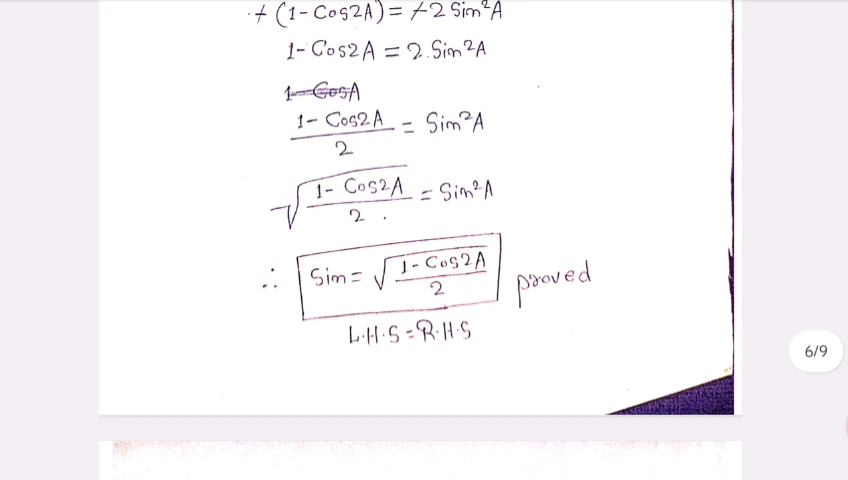 + (1 - Cos2A) = +2 Sin²A
1 - Cos2A = 2.Sin²A
1 - CosA
1 - Cos2A / 2 = Sin²A
√(1 - Cos2A / 2) = Sin²A
∴ Sin = √(1 - Cos2A / 2) proved
L.H.S = R.H.S
6/9